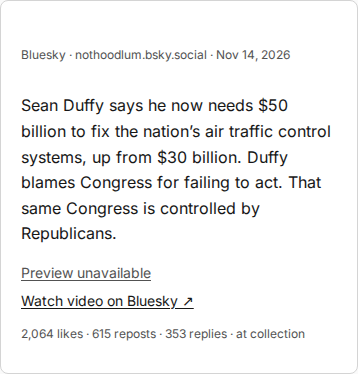 Bluesky · nothoodlum.bsky.social · Nov 14, 2026
Sean Duffy says he now needs $50
billion to fix the nation’s air traffic control
systems, up from $30 billion. Duffy
blames Congress for failing to act. That
same Congress is controlled by
Republicans.
Preview unavailable
Watch video on Bluesky ↗
2,064 likes · 615 reposts · 353 replies · at collection